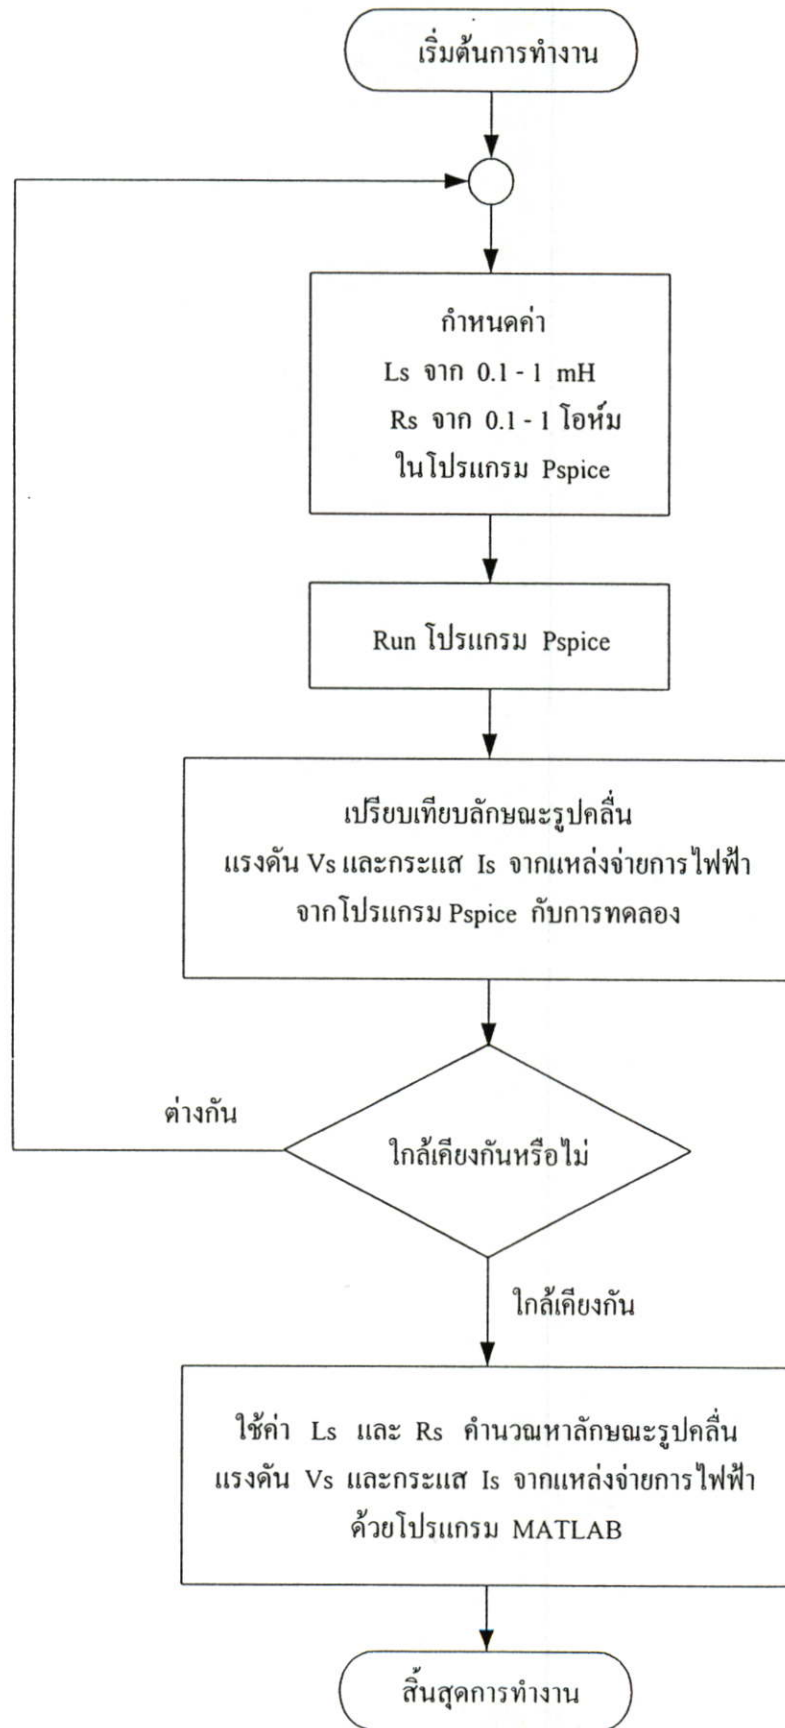 เริ่มต้นการทำงาน
กำหนดค่า
Ls จาก 0.1 - 1 mH
Rs จาก 0.1 - 1 โอห์ม
ในโปรแกรม Pspice
Run โปรแกรม Pspice
เปรียบเทียบลักษณะรูปคลื่น
แรงดัน Vs และกระแส Is จากแหล่งจ่ายการไฟฟ้า
จากโปรแกรม Pspice กับการทดลอง
ต่างกัน
ใกล้เคียงกันหรือไม่
ใกล้เคียงกัน
ใช้ค่า Ls และ Rs คำนวณหาลักษณะรูปคลื่น
แรงดัน Vs และกระแส Is จากแหล่งจ่ายการไฟฟ้า
ด้วยโปรแกรม MATLAB
สิ้นสุดการทำงาน